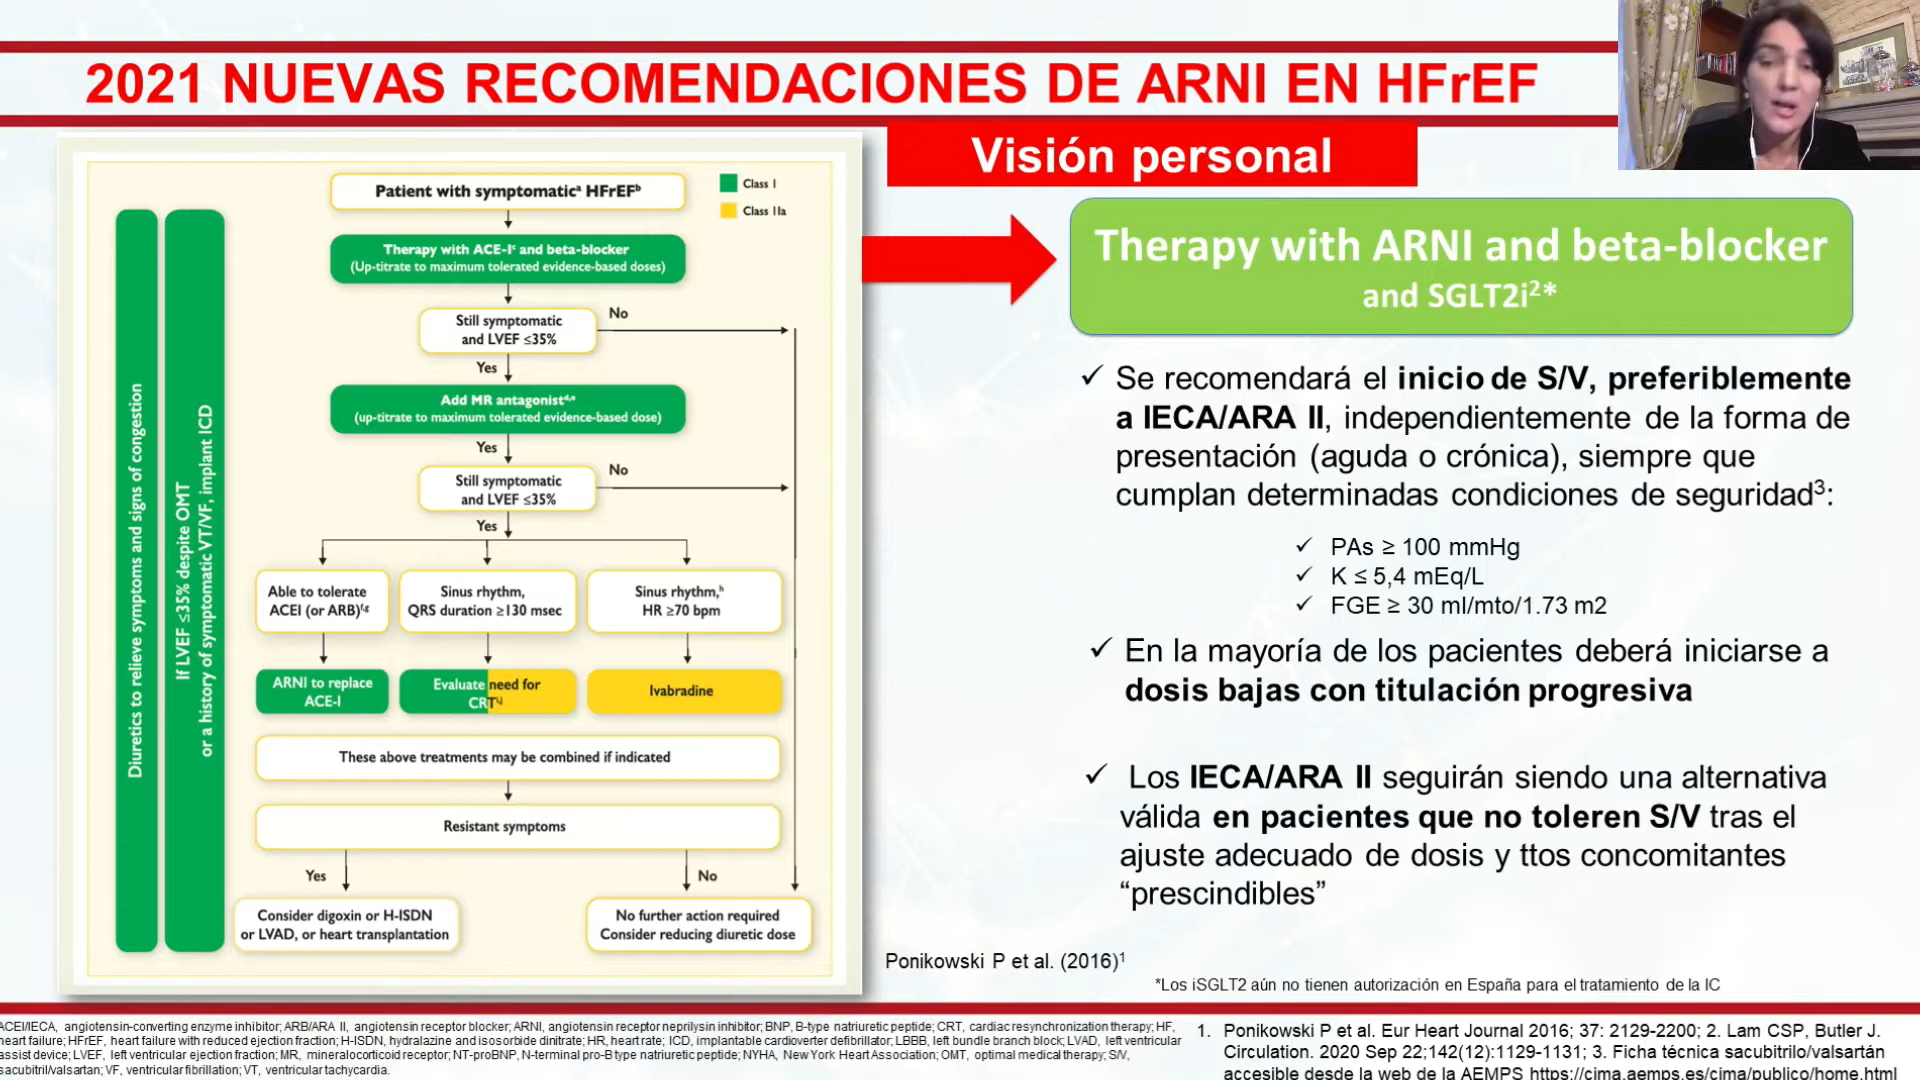 2021 NUEVAS RECOMENDACIONES DE ARNI EN HFrEF
Visión personal
Patient with symptomaticᵃ HFrEFᵇ
Class I
Class IIa
Therapy with ACE-Iᶜ and beta-blocker
(Up-titrate to maximum tolerated evidence-based doses)
Still symptomatic
and LVEF ≤35%
No
Yes
Add MR antagonistᵈ,ᵉ
(up-titrate to maximum tolerated evidence-based dose)
Yes
Still symptomatic
and LVEF ≤35%
No
Yes
Able to tolerate
ACEI (or ARB)ᶠ,ᵍ
Sinus rhythm,
QRS duration ≥130 msec
Sinus rhythm,ʰ
HR ≥70 bpm
ARNI to replace
ACE-I
Evaluate need for
CRTⁱ,ʲ
Ivabradine
These above treatments may be combined if indicated
Resistant symptoms
Yes
No
Consider digoxin or H-ISDN
or LVAD, or heart transplantation
No further action required
Consider reducing diuretic dose
Diuretics to relieve symptoms and signs of congestion
If LVEF ≤35% despite OMT
or a history of symptomatic VT/VF, implant ICD
Therapy with ARNI and beta-blocker
and SGLT2i²*
✓ Se recomendará el inicio de S/V, preferiblemente
a IECA/ARA II, independientemente de la forma de
presentación (aguda o crónica), siempre que
cumplan determinadas condiciones de seguridad³:
✓ PAs ≥ 100 mmHg
✓ K ≤ 5,4 mEq/L
✓ FGE ≥ 30 ml/mto/1.73 m2
✓ En la mayoría de los pacientes deberá iniciarse a
dosis bajas con titulación progresiva
✓ Los IECA/ARA II seguirán siendo una alternativa
válida en pacientes que no toleren S/V tras el
ajuste adecuado de dosis y ttos concomitantes
“prescindibles”
Ponikowski P et al. (2016)¹
*Los iSGLT2 aún no tienen autorización en España para el tratamiento de la IC
ACEI/IECA, angiotensin-converting enzyme inhibitor; ARB/ARA II, angiotensin receptor blocker; ARNI, angiotensin receptor neprilysin inhibitor; BNP, B-type natriuretic peptide; CRT, cardiac resynchronization therapy; HF,
heart failure; HFrEF, heart failure with reduced ejection fraction; H-ISDN, hydralazine and isosorbide dinitrate; HR, heart rate; ICD, implantable cardioverter defibrillator; LBBB, left bundle branch block; LVAD, left ventricular
assist device; LVEF, left ventricular ejection fraction; MR, mineralocorticoid receptor; NT-proBNP, N-terminal pro-B type natriuretic peptide; NYHA, New York Heart Association; OMT, optimal medical therapy; S/V,
sacubitril/valsartan; VF, ventricular fibrillation; VT, ventricular tachycardia.
1. Ponikowski P et al. Eur Heart Journal 2016; 37: 2129-2200; 2. Lam CSP, Butler J.
Circulation. 2020 Sep 22;142(12):1129-1131; 3. Ficha técnica sacubitrilo/valsartán
accesible desde la web de la AEMPS https://cima.aemps.es/cima/publico/home.html